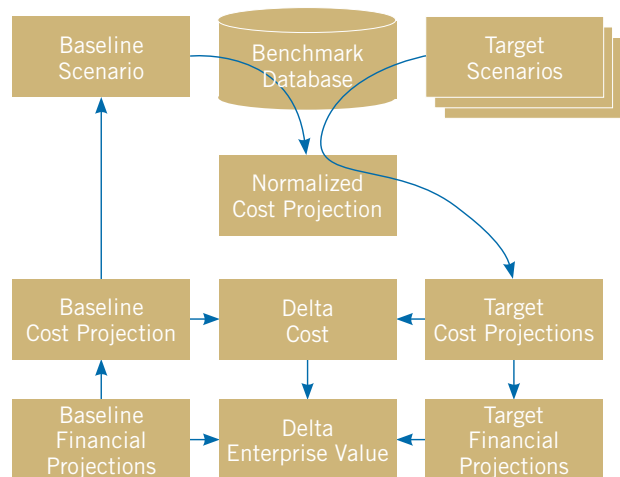 Baseline
Scenario
Benchmark
Database
Target
Scenarios
Normalized
Cost Projection
Baseline
Cost Projection
Delta
Cost
Target
Cost Projections
Baseline
Financial
Projections
Delta
Enterprise Value
Target
Financial
Projections